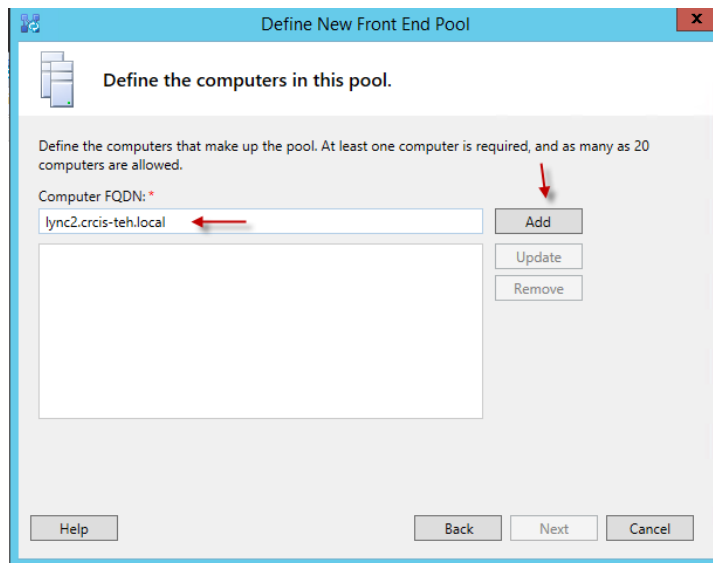 Define New Front End Pool
x
Define the computers in this pool.
Define the computers that make up the pool. At least one computer is required, and as many as 20
computers are allowed.
Computer FQDN: *
lync2.crcis-teh.local
Add
Update
Remove
Help
Back
Next
Cancel